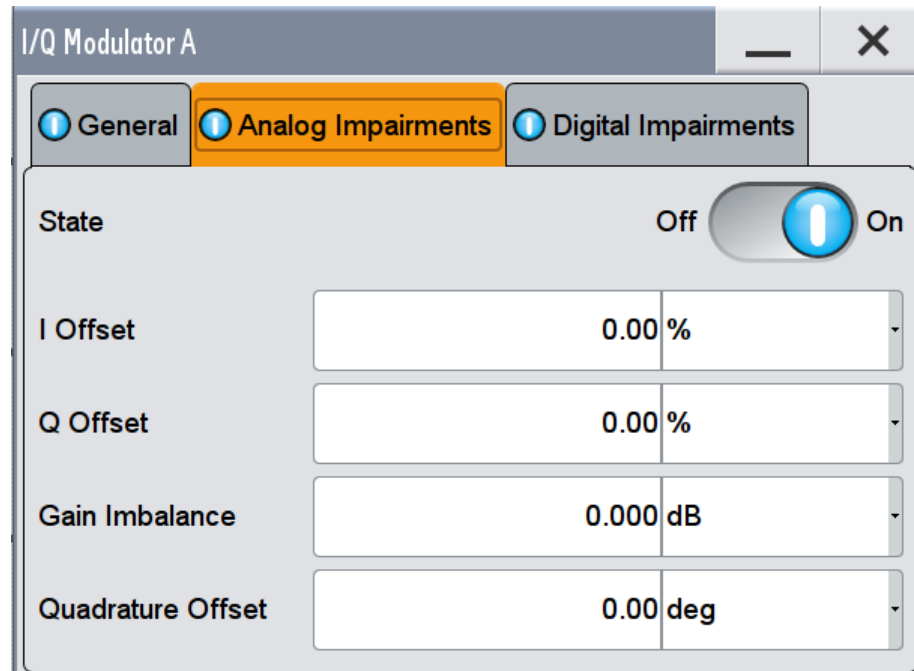 I/Q Modulator A
General Analog Impairments Digital Impairments
State Off On
I Offset 0.00 %
Q Offset 0.00 %
Gain Imbalance 0.000 dB
Quadrature Offset 0.00 deg